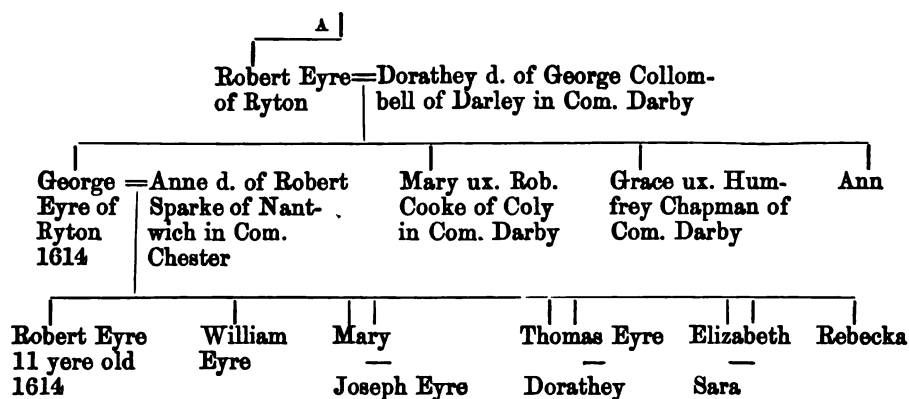 A
Robert Eyre=Dorathey d. of George Collom-
of Ryton bell of Darley in Com. Darby
George =Anne d. of Robert Mary ux. Rob. Grace ux. Hum- Ann
Eyre of Sparke of Nant- Cooke of Coly frey Chapman of
Ryton wich in Com. in Com. Darby Com. Darby
1614 Chester
Robert Eyre William Mary Thomas Eyre Elizabeth Rebecka
11 yere old Eyre — — —
1614 Joseph Eyre Dorathey Sara